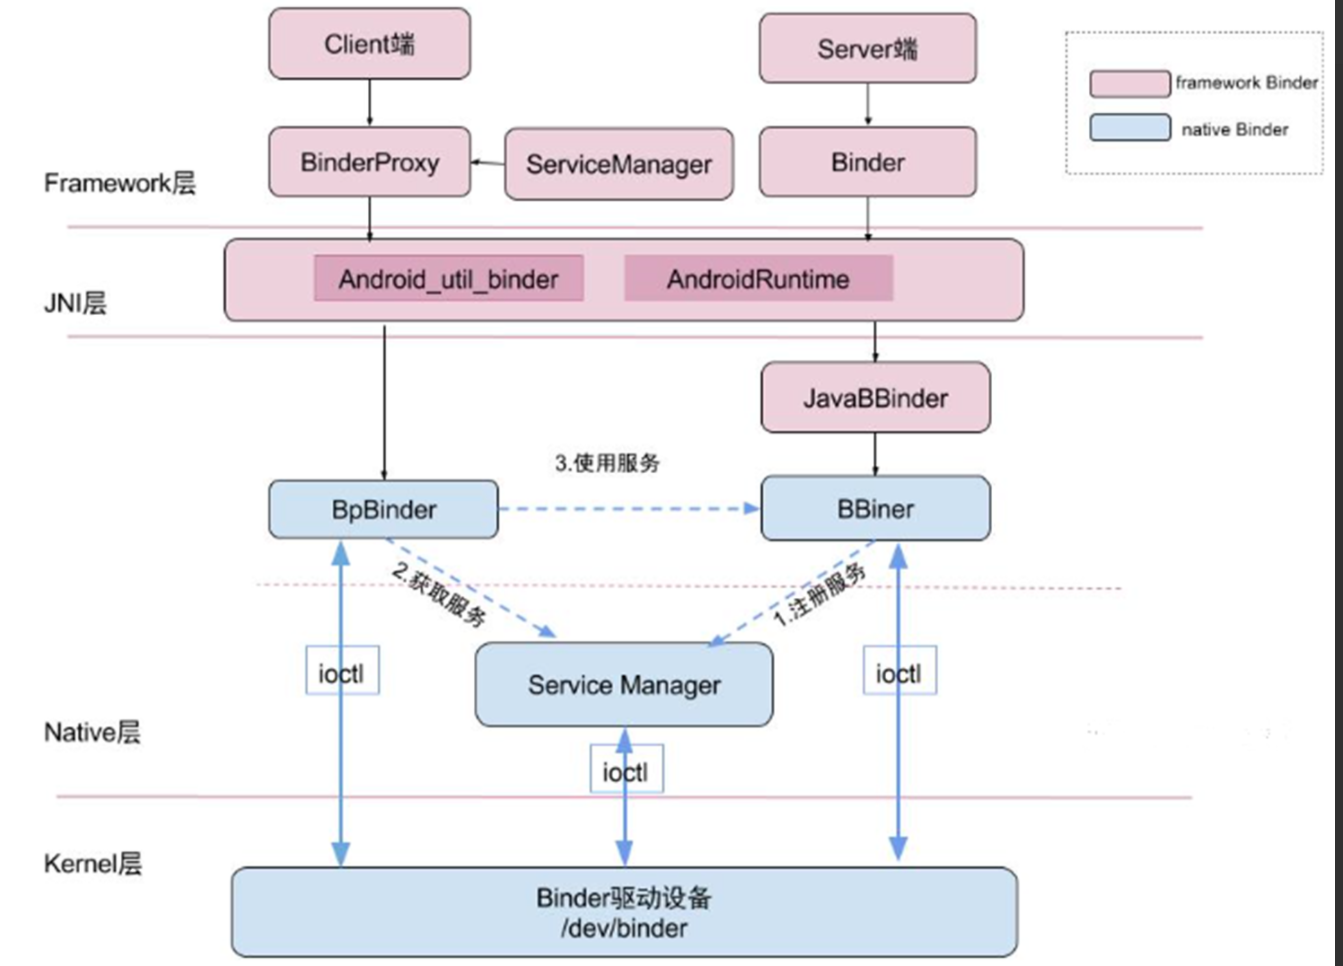 Client端
Server端
framework Binder
native Binder
BinderProxy
ServiceManager
Binder
Framework层
Android_util_binder
AndroidRuntime
JNI层
JavaBBinder
3.使用服务
BpBinder
BBiner
2.获取服务
1.注册服务
ioctl
Service Manager
ioctl
Native层
ioctl
Kernel层
Binder驱动设备
/dev/binder